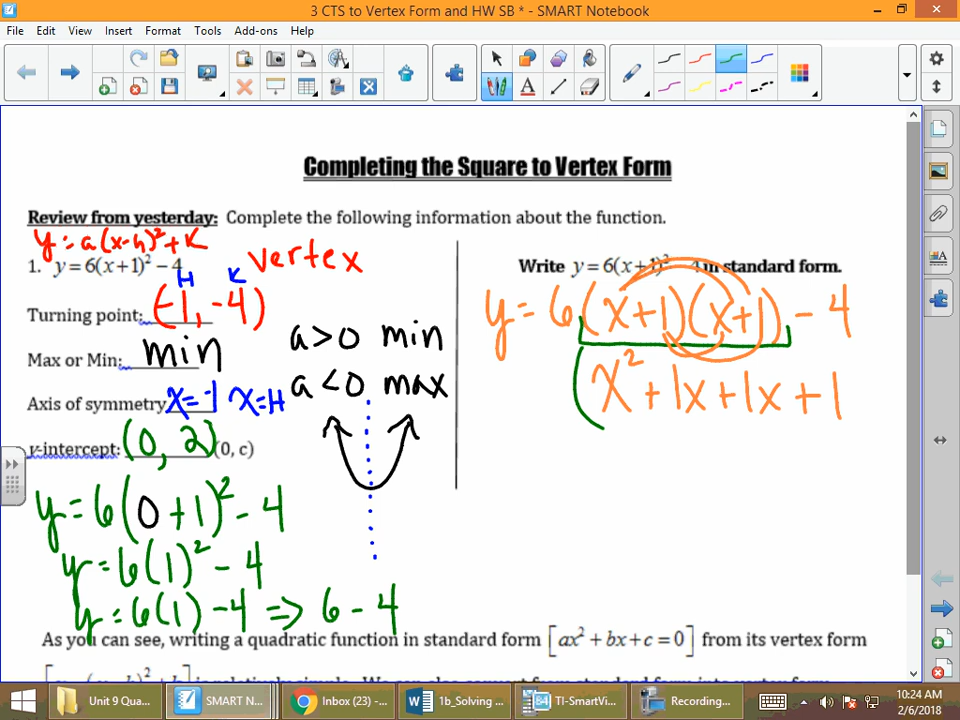 3 CTS to Vertex Form and HW SB * - SMART Notebook
File Edit View Insert Format Tools Add-ons Help
Completing the Square to Vertex Form
Review from yesterday: Complete the following information about the function.
y = a(x-h)² + K
1. y = 6(x+1)² − 4
vertex
H K
Turning point: (-1, -4)
Max or Min: min
a>0 min
a<0 max
Axis of symmetry x = -1 x=H
y-intercept: (0, 2) (0, c)
y = 6(0+1)² - 4
y = 6(1)² - 4
y = 6(1) - 4 => 6 - 4
Write y = 6(x+1)² − 4 in standard form.
y = 6(x+1)(x+1) - 4
(x² + 1x + 1x + 1
As you can see, writing a quadratic function in standard form [ax² + bx + c = 0] from its vertex form
Unit 9 Qua... SMART N... Inbox (23) -... 1b_Solving ... TI-SmartVi... Recording...
10:24 AM
2/6/2018